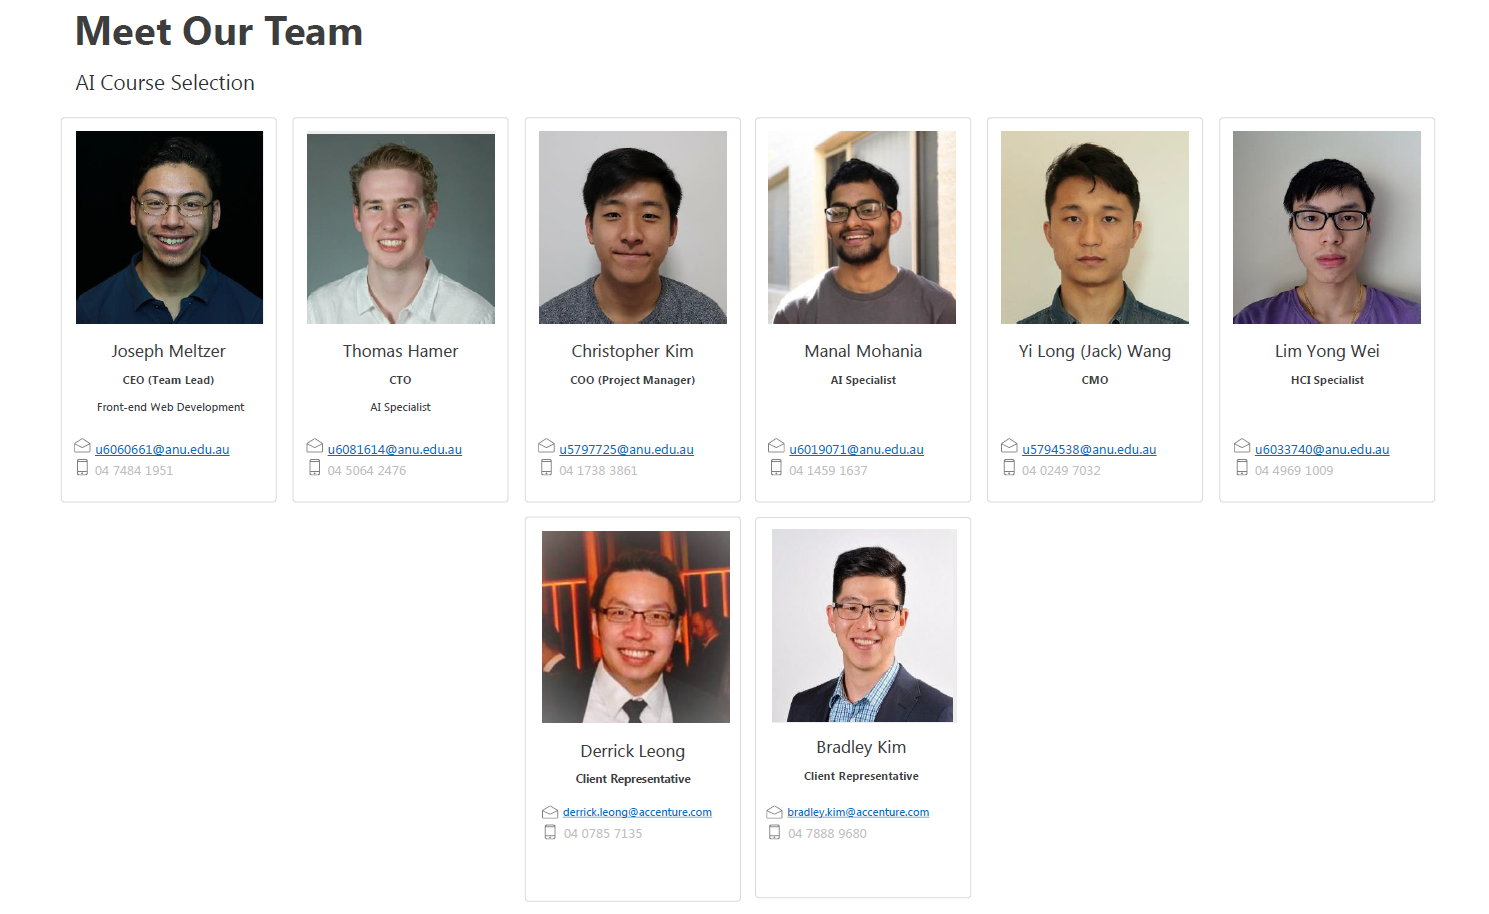 Meet Our Team
AI Course Selection
Joseph Meltzer
CEO (Team Lead)
Front-end Web Development
u6060661@anu.edu.au
04 7484 1951
Thomas Hamer
CTO
AI Specialist
u6081614@anu.edu.au
04 5064 2476
Christopher Kim
COO (Project Manager)
u5797725@anu.edu.au
04 1738 3861
Manal Mohania
AI Specialist
u6019071@anu.edu.au
04 1459 1637
Yi Long (Jack) Wang
CMO
u5794538@anu.edu.au
04 0249 7032
Lim Yong Wei
HCI Specialist
u6033740@anu.edu.au
04 4969 1009
Derrick Leong
Client Representative
derrick.leong@accenture.com
04 0785 7135
Bradley Kim
Client Representative
bradley.kim@accenture.com
04 7888 9680